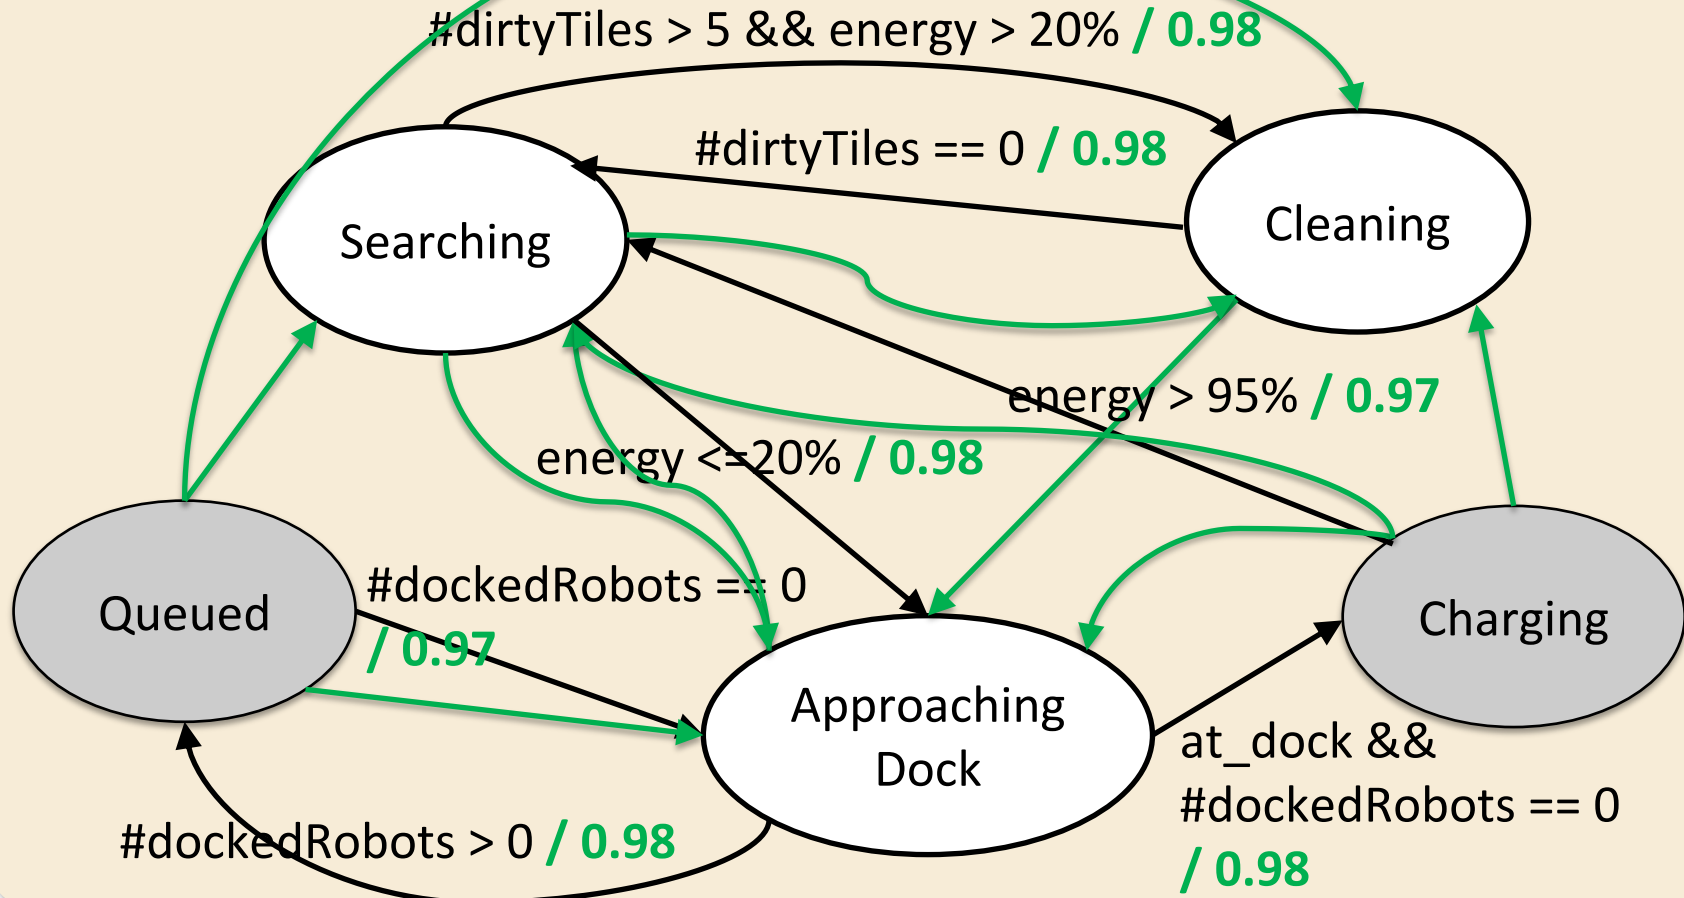 #dirtyTiles > 5 && energy > 20% / 0.98
#dirtyTiles == 0 / 0.98
Searching
Cleaning
energy > 95% / 0.97
energy <=20% / 0.98
#dockedRobots == 0
/ 0.97
Queued
Charging
Approaching
Dock
at_dock &&
#dockedRobots == 0
/ 0.98
#dockedRobots > 0 / 0.98